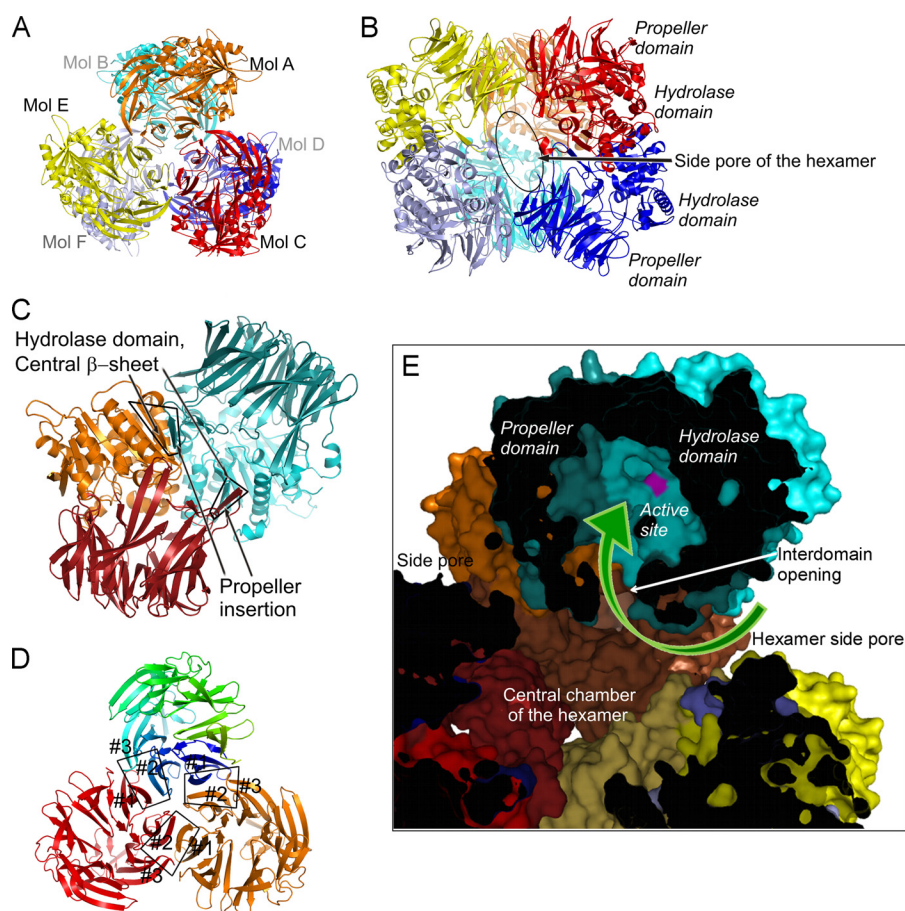 A
Mol B
Mol A
Mol E
Mol D
Mol F
Mol C
B
Propeller
domain
Hydrolase
domain
Side pore of the hexamer
Hydrolase
domain
Propeller
domain
C
Hydrolase domain,
Central β–sheet
Propeller
insertion
D
#3
#2
#1
#1
#3
#2
#2
#1
#3
E
Propeller
domain
Hydrolase
domain
Active
site
Side pore
Interdomain
opening
Hexamer side pore
Central chamber
of the hexamer